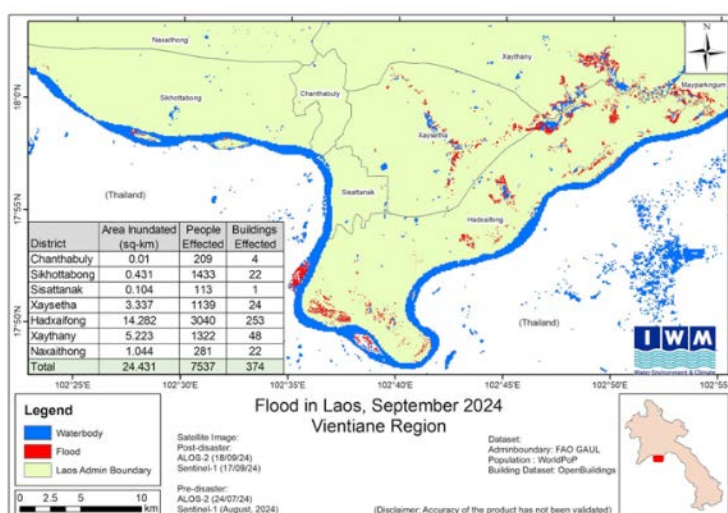 Naxaithong
N
Xaythany
Mayparkngum
Chanthabuly
18°0'N
Sikhottabong
Xaysetha
(Thailand)
17°55'N
Sisattanak
Hadxaifong
District Area Inundated (sq-km) People Effected Buildings Effected
Chanthabuly 0.01 209 4
Sikhottabong 0.431 1433 22
Sisattanak 0.104 113 1
Xaysetha 3.337 1139 24
Hadxaifong 14.282 3040 253
Xaythany 5.223 1322 48
Naxaithong 1.044 281 22
Total 24.431 7537 374
17°50'N
(Thailand)
IWM
Water Environment & Climate
102°25'E 102°30'E 102°35'E 102°40'E 102°45'E 102°50'E 102°55'E
Legend
Waterbody
Flood
Laos Admin Boundary
0 2.5 5 10
km
Flood in Laos, September 2024
Vientiane Region
Satellite Image:
Post-disaster:
ALOS-2 (18/09/24)
Sentinel-1 (17/09/24)
Pre-disaster:
ALOS-2 (24/07/24)
Sentinel-1 (August, 2024)
Dataset:
Adminboundary: FAO GAUL
Population : WorldPoP
Building Dataset: OpenBuildings
(Disclaimer: Accuracy of the product has not been validated)